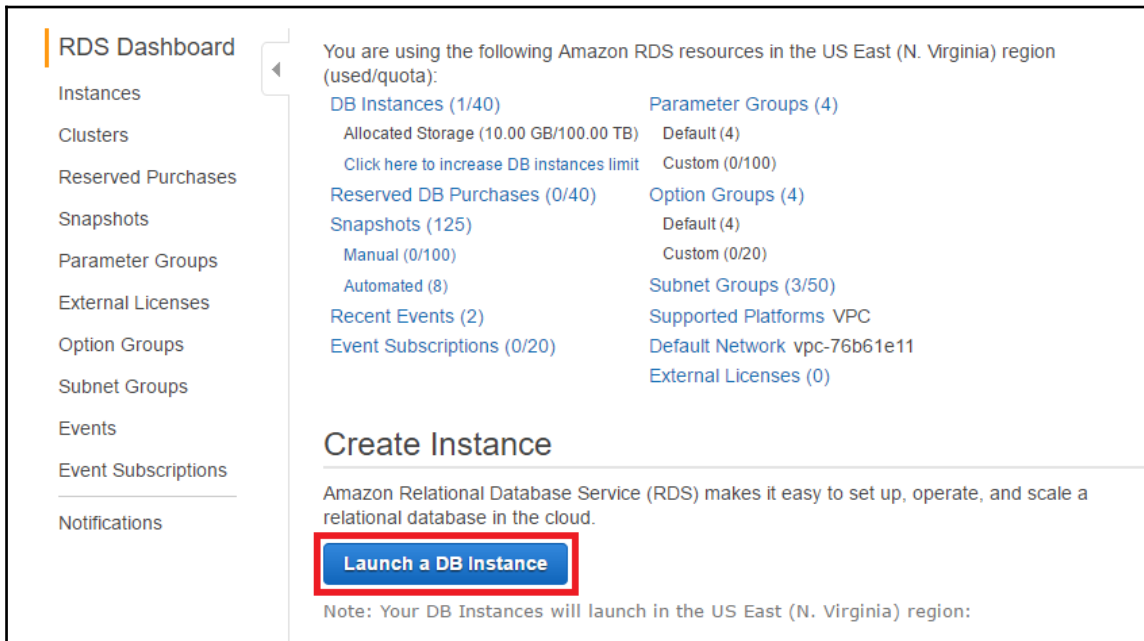 RDS Dashboard
Instances
Clusters
Reserved Purchases
Snapshots
Parameter Groups
External Licenses
Option Groups
Subnet Groups
Events
Event Subscriptions
Notifications
You are using the following Amazon RDS resources in the US East (N. Virginia) region
(used/quota):
DB Instances (1/40)
Allocated Storage (10.00 GB/100.00 TB)
Click here to increase DB instances limit
Reserved DB Purchases (0/40)
Snapshots (125)
Manual (0/100)
Automated (8)
Recent Events (2)
Event Subscriptions (0/20)
Parameter Groups (4)
Default (4)
Custom (0/100)
Option Groups (4)
Default (4)
Custom (0/20)
Subnet Groups (3/50)
Supported Platforms VPC
Default Network vpc-76b61e11
External Licenses (0)
Create Instance
Amazon Relational Database Service (RDS) makes it easy to set up, operate, and scale a
relational database in the cloud.
Launch a DB Instance
Note: Your DB Instances will launch in the US East (N. Virginia) region: